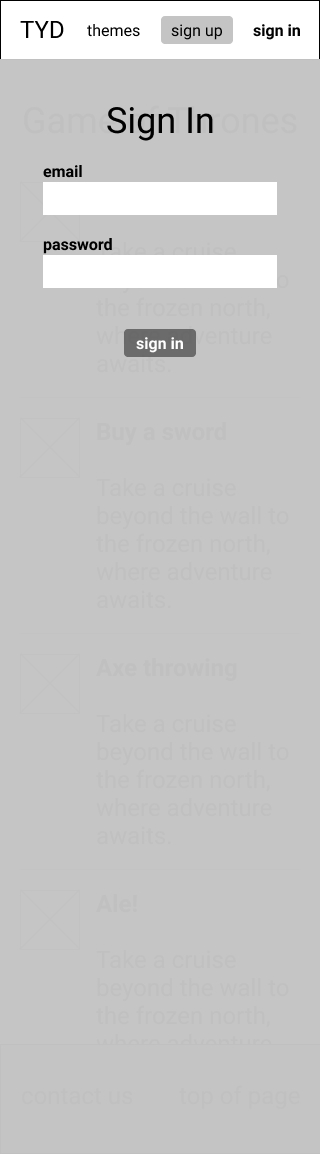 TYD themes sign up sign in
Game of Thrones
Sign In
email
password
Take a cruise
beyond the wall to
the frozen north,
where adventure
sign in
awaits.
Buy a sword
Take a cruise
beyond the wall to
the frozen north,
where adventure
awaits.
Axe throwing
Take a cruise
beyond the wall to
the frozen north,
where adventure
awaits.
Ale!
Take a cruise
beyond the wall to
the frozen north,
where adventure
contact us top of page